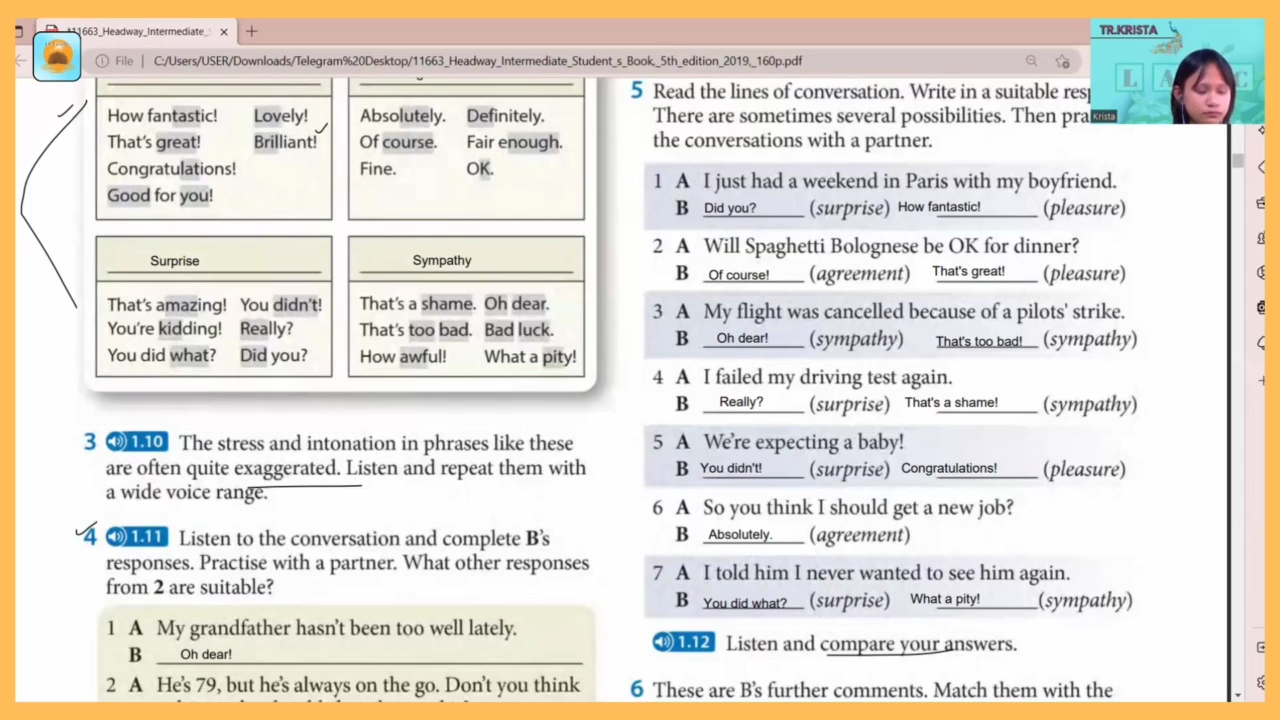 *11663_Headway_Intermediate_
File C:/Users/USER/Downloads/Telegram%20Desktop/11663_Headway_Intermediate_Student_s_Book,_5th_edition_2019,_160p.pdf
TR.KRISTA
Krista
How fantastic! Lovely!
That's great! Brilliant!
Congratulations!
Good for you!
Absolutely. Definitely.
Of course. Fair enough.
Fine. OK.
Surprise
That's amazing! You didn't!
You're kidding! Really?
You did what? Did you?
Sympathy
That's a shame. Oh dear.
That's too bad. Bad luck.
How awful! What a pity!
3 1.10 The stress and intonation in phrases like these
are often quite exaggerated. Listen and repeat them with
a wide voice range.
4 1.11 Listen to the conversation and complete B's
responses. Practise with a partner. What other responses
from 2 are suitable?
1 A My grandfather hasn't been too well lately.
B Oh dear!
2 A He's 79, but he's always on the go. Don't you think
5 Read the lines of conversation. Write in a suitable
There are sometimes several possibilities. Then
the conversations with a partner.
1 A I just had a weekend in Paris with my boyfriend.
B Did you? (surprise) How fantastic! (pleasure)
2 A Will Spaghetti Bolognese be OK for dinner?
B Of course! (agreement) That's great! (pleasure)
3 A My flight was cancelled because of a pilots' strike.
B Oh dear! (sympathy) That's too bad! (sympathy)
4 A I failed my driving test again.
B Really? (surprise) That's a shame! (sympathy)
5 A We're expecting a baby!
B You didn't! (surprise) Congratulations! (pleasure)
6 A So you think I should get a new job?
B Absolutely. (agreement)
7 A I told him I never wanted to see him again.
B You did what? (surprise) What a pity! (sympathy)
1.12 Listen and compare your answers.
6 These are B's further comments. Match them with the